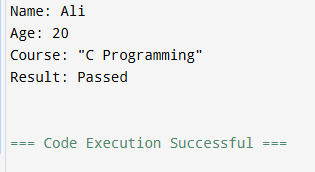 Name: Ali
Age: 20
Course: "C Programming"
Result: Passed
=== Code Execution Successful ===